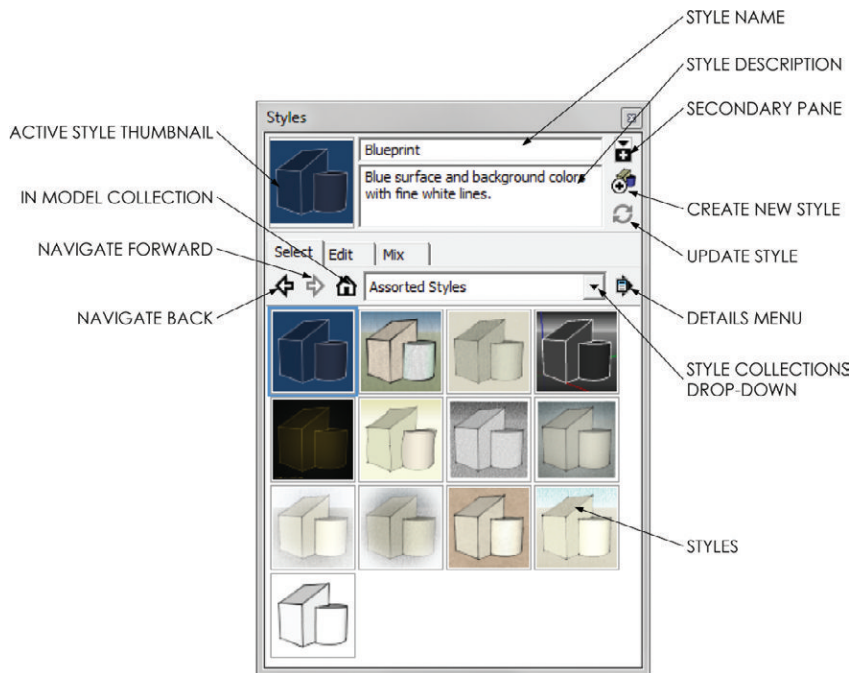 STYLE NAME
STYLE DESCRIPTION
SECONDARY PANE
Styles
ACTIVE STYLE THUMBNAIL
Blueprint
Blue surface and background colors
with fine white lines.
IN MODEL COLLECTION
CREATE NEW STYLE
NAVIGATE FORWARD
UPDATE STYLE
Select Edit Mix
Assorted Styles
NAVIGATE BACK
DETAILS MENU
STYLE COLLECTIONS
DROP-DOWN
STYLES